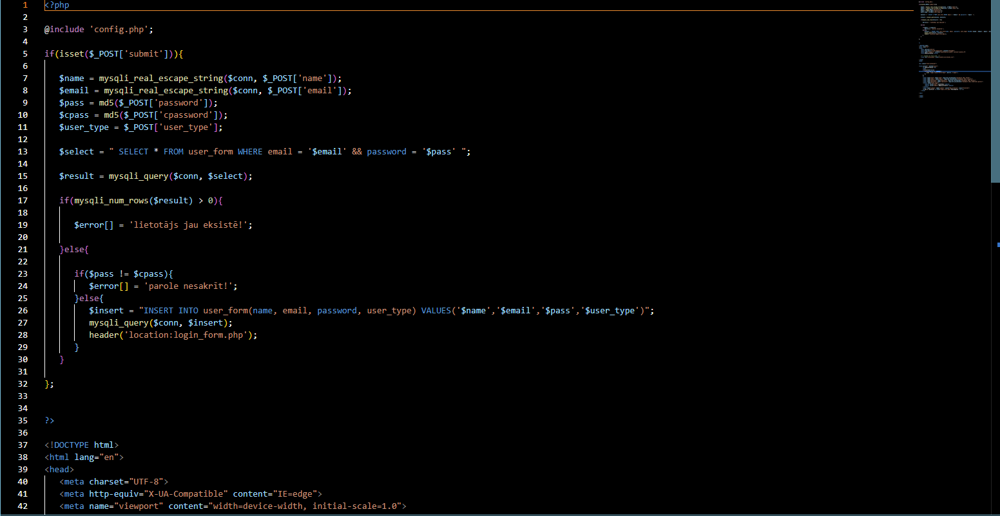 1 <?php
2
3 @include 'config.php';
4
5 if(isset($_POST['submit'])){
6
7 $name = mysqli_real_escape_string($conn, $_POST['name']);
8 $email = mysqli_real_escape_string($conn, $_POST['email']);
9 $pass = md5($_POST['password']);
10 $cpass = md5($_POST['cpassword']);
11 $user_type = $_POST['user_type'];
12
13 $select = " SELECT * FROM user_form WHERE email = '$email' && password = '$pass' ";
14
15 $result = mysqli_query($conn, $select);
16
17 if(mysqli_num_rows($result) > 0){
18
19 $error[] = 'lietotājs jau eksistē!';
20
21 }else{
22
23 if($pass != $cpass){
24 $error[] = 'parole nesakrīt!';
25 }else{
26 $insert = "INSERT INTO user_form(name, email, password, user_type) VALUES('$name','$email','$pass','$user_type')";
27 mysqli_query($conn, $insert);
28 header('location:login_form.php');
29 }
30 }
31
32 };
33
34
35 ?>
36
37 <!DOCTYPE html>
38 <html lang="en">
39 <head>
40 <meta charset="UTF-8">
41 <meta http-equiv="X-UA-Compatible" content="IE=edge">
42 <meta name="viewport" content="width=device-width, initial-scale=1.0">